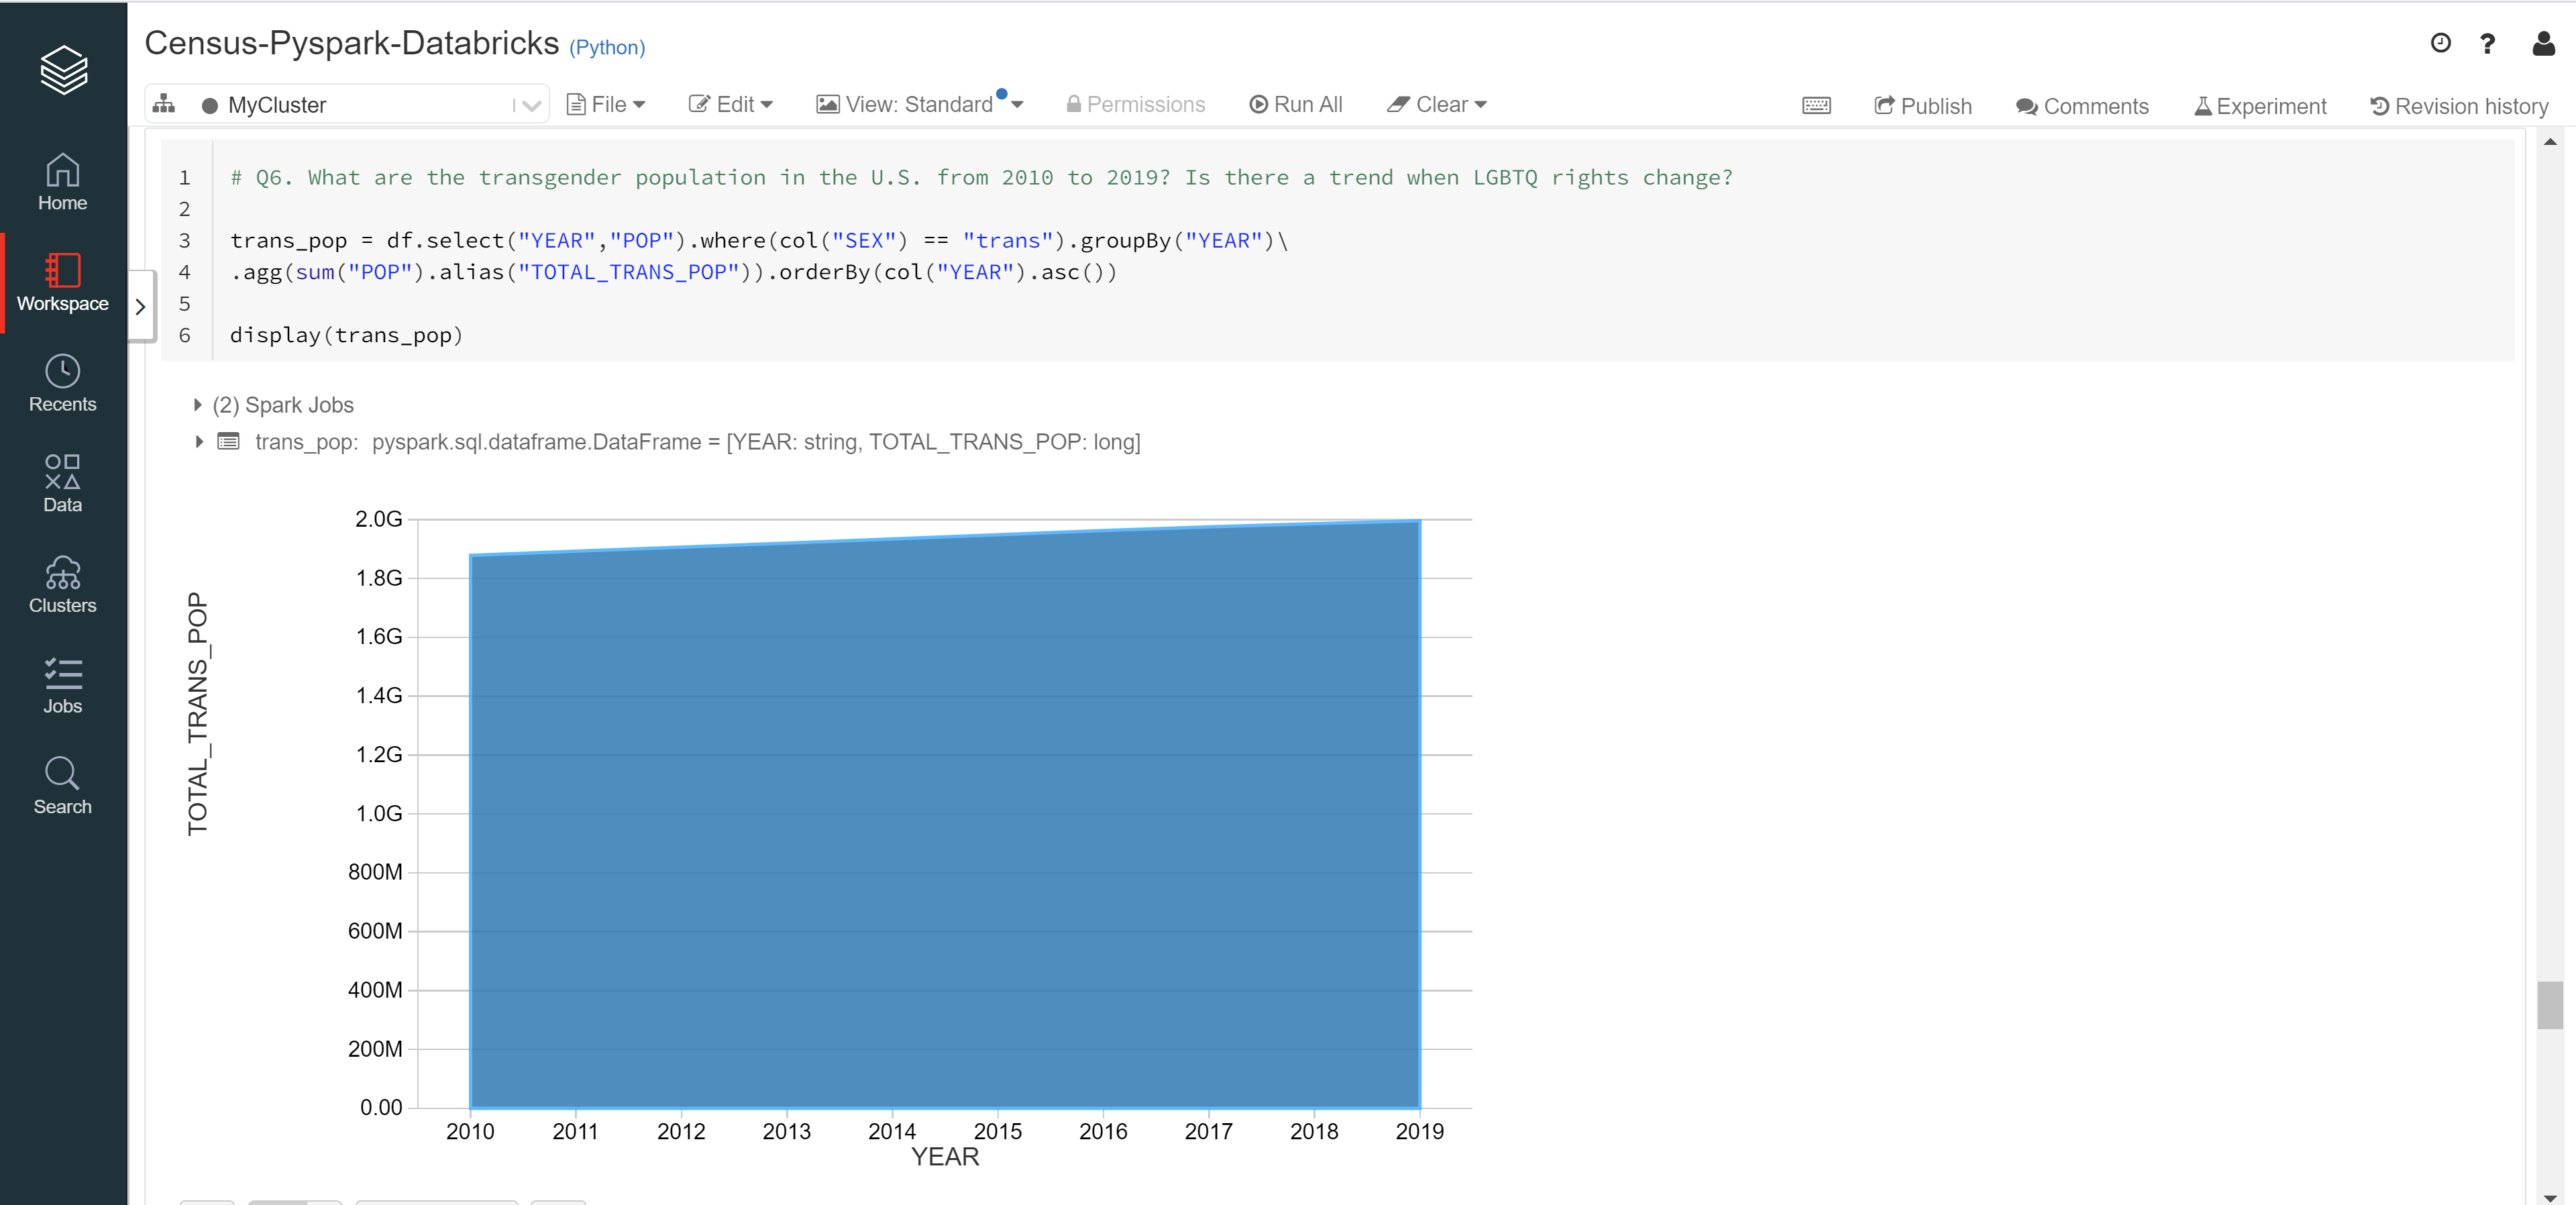 Census-Pyspark-Databricks (Python)
MyCluster
File
Edit
View: Standard
Permissions
Run All
Clear
Publish
Comments
Experiment
Revision history
Home
Workspace
Recents
Data
Clusters
Jobs
Search
1 # Q6. What are the transgender population in the U.S. from 2010 to 2019? Is there a trend when LGBTQ rights change?
2
3 trans_pop = df.select("YEAR","POP").where(col("SEX") == "trans").groupBy("YEAR")\
4 .agg(sum("POP").alias("TOTAL_TRANS_POP")).orderBy(col("YEAR").asc())
5
6 display(trans_pop)
(2) Spark Jobs
trans_pop: pyspark.sql.dataframe.DataFrame = [YEAR: string, TOTAL_TRANS_POP: long]
TOTAL_TRANS_POP
2.0G
1.8G
1.6G
1.4G
1.2G
1.0G
800M
600M
400M
200M
0.00
2010 2011 2012 2013 2014 2015 2016 2017 2018 2019
YEAR